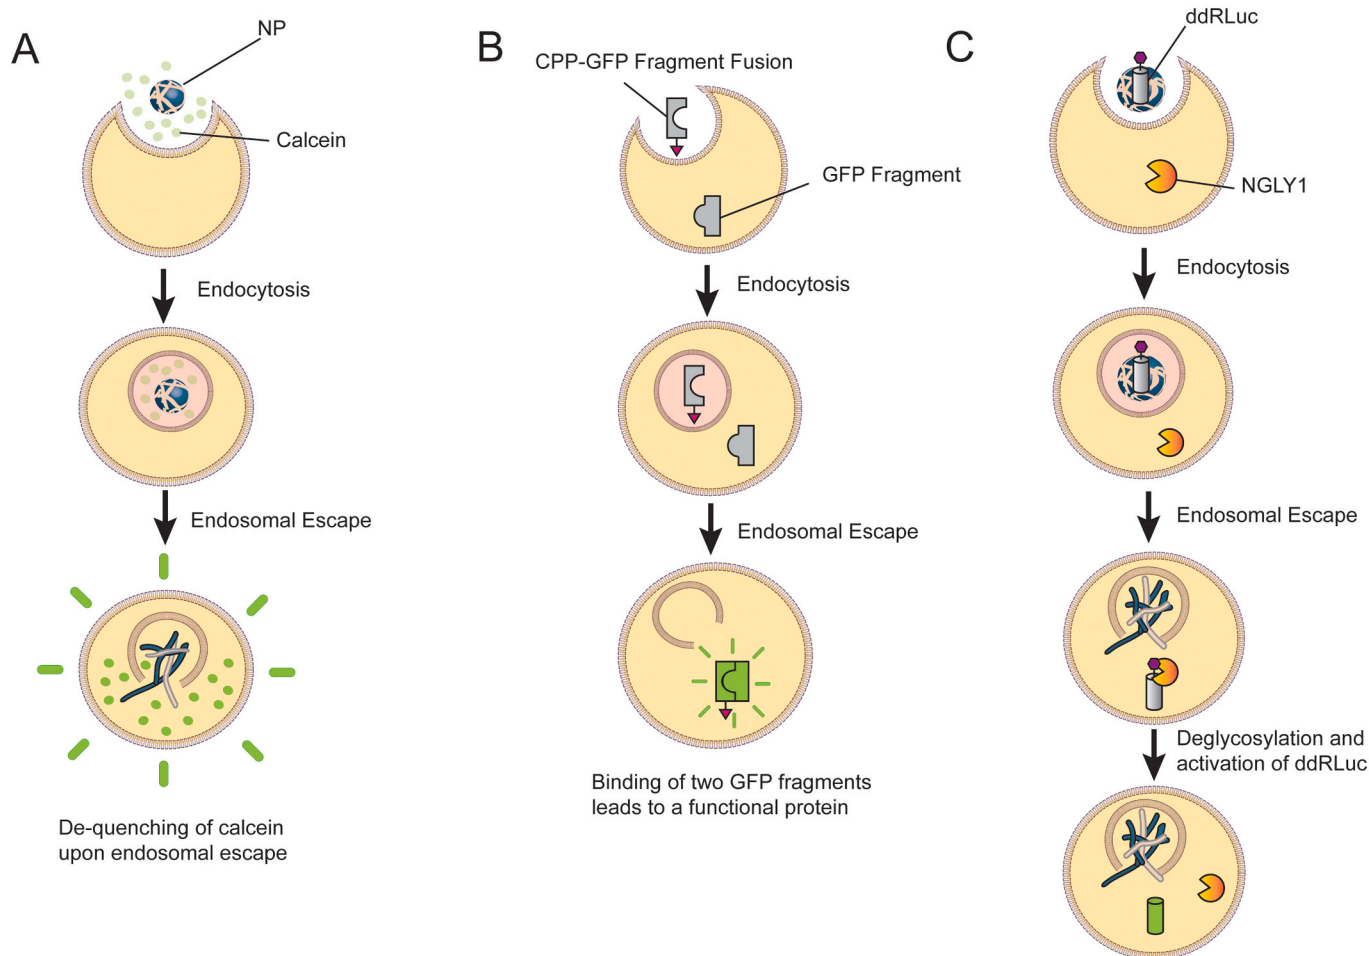 A
NP
Calcein
Endocytosis
Endosomal Escape
De-quenching of calcein
upon endosomal escape
B
CPP-GFP Fragment Fusion
GFP Fragment
Endocytosis
Endosomal Escape
Binding of two GFP fragments
leads to a functional protein
C
ddRLuc
NGLY1
Endocytosis
Endosomal Escape
Deglycosylation and
activation of ddRLuc